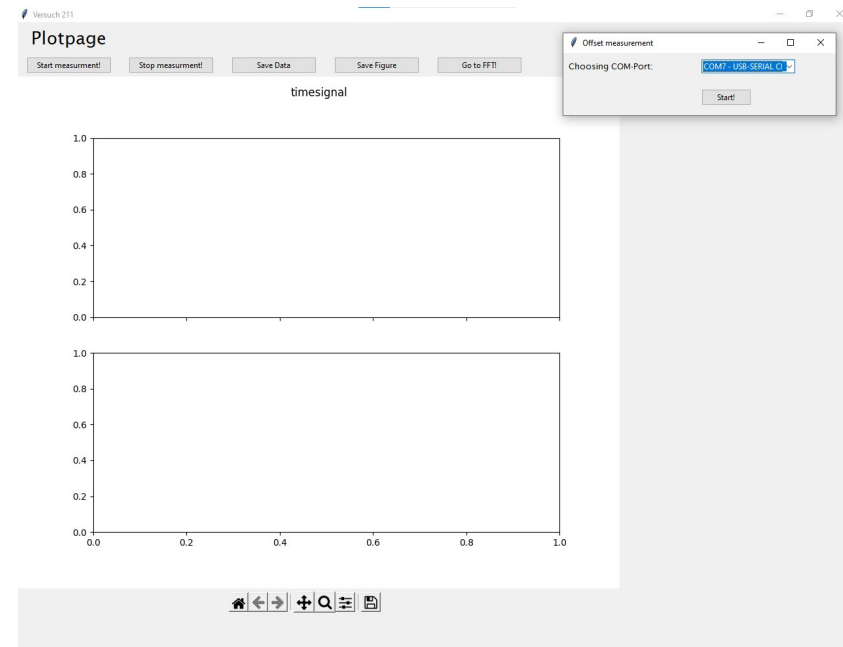 Versuch 211
Plotpage
Start measurment! Stop measurment! Save Data Save Figure Go to FFT!
Offset measurement
Choosing COM-Port: COM7 - USB-SERIAL CI
Start!
timesignal
1.0
0.8
0.6
0.4
0.2
0.0
1.0
0.8
0.6
0.4
0.2
0.0
0.0 0.2 0.4 0.6 0.8 1.0